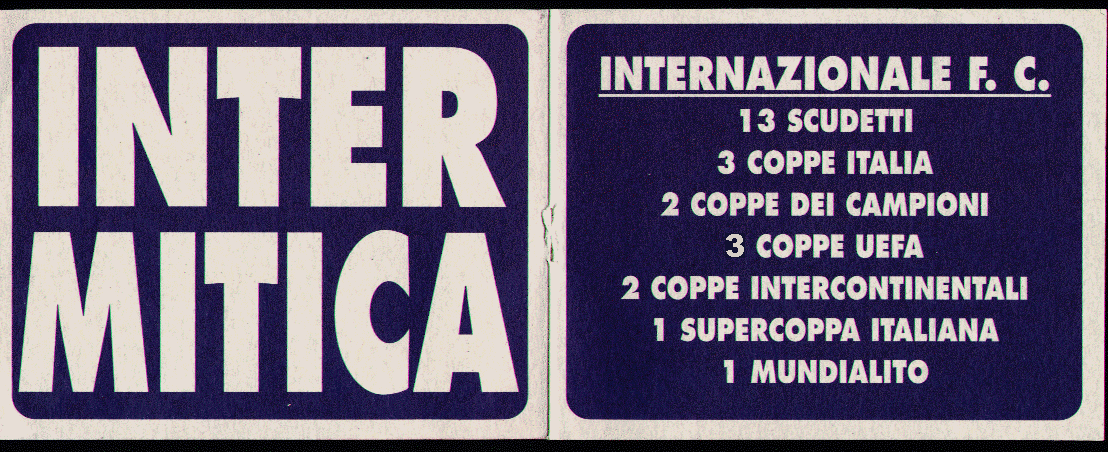 INTER
MITICA
INTERNAZIONALE F. C.
13 SCUDETTI
3 COPPE ITALIA
2 COPPE DEI CAMPIONI
3 COPPE UEFA
2 COPPE INTERCONTINENTALI
1 SUPERCOPPA ITALIANA
1 MUNDIALITO